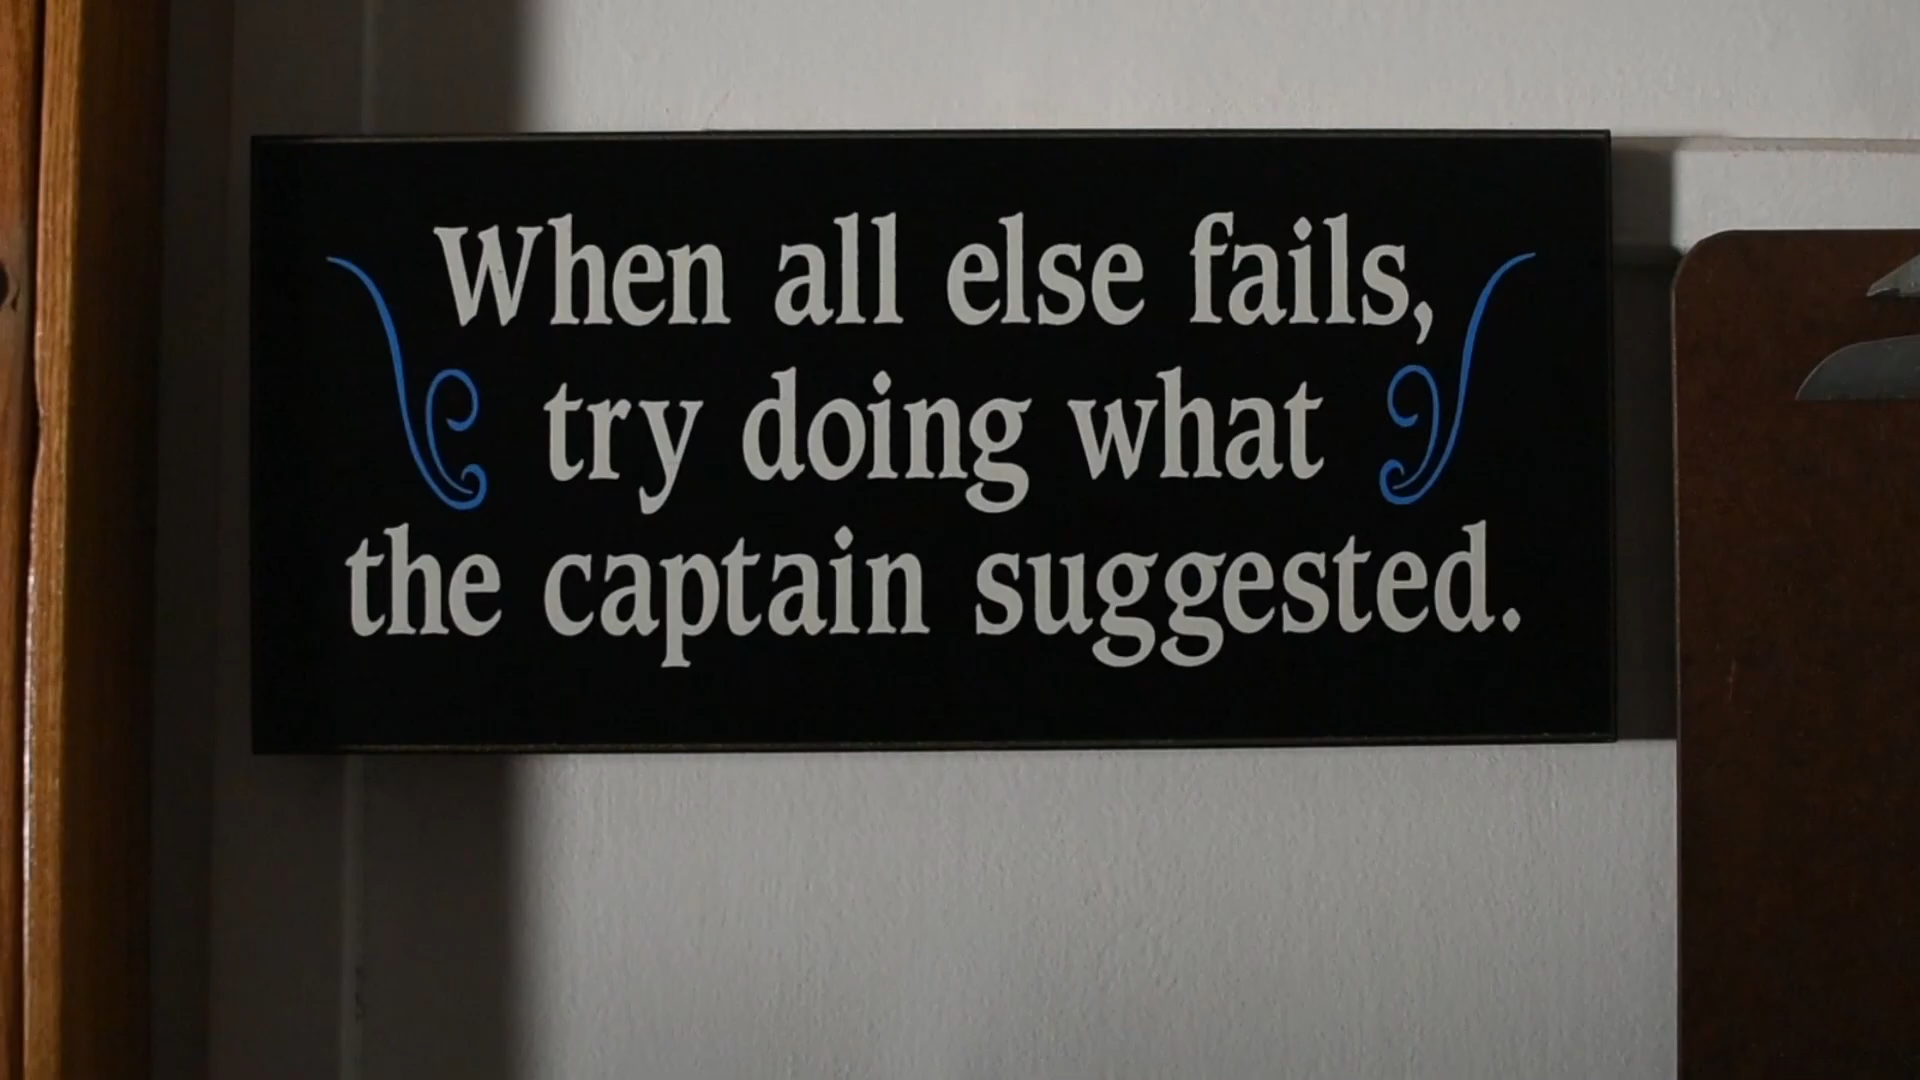 When all else fails,
try doing what
the captain suggested.